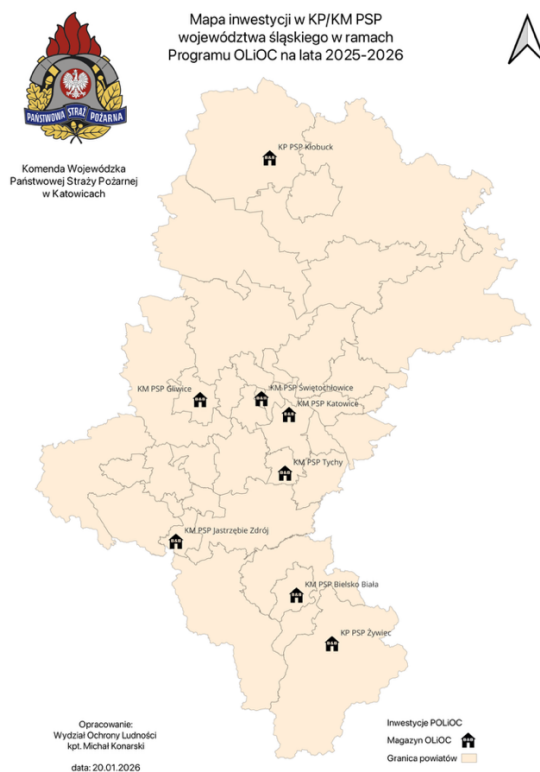 Mapa inwestycji w KP/KM PSP
województwa śląskiego w ramach
Programu OLiOC na lata 2025-2026
PAŃSTWOWA STRAŻ POŻARNA
Komenda Wojewódzka
Państwowej Straży Pożarnej
w Katowicach
KP PSP Kłobuck
KM PSP Gliwice
KM PSP Świętochłowice
KM PSP Katowice
KM PSP Tychy
KM PSP Jastrzębie Zdrój
KM PSP Bielsko Biała
KP PSP Żywiec
Opracowanie:
Wydział Ochrony Ludności
kpt. Michał Konarski
data: 20.01.2026
Inwestycje POLiOC
Magazyn OLiOC
Granica powiatów